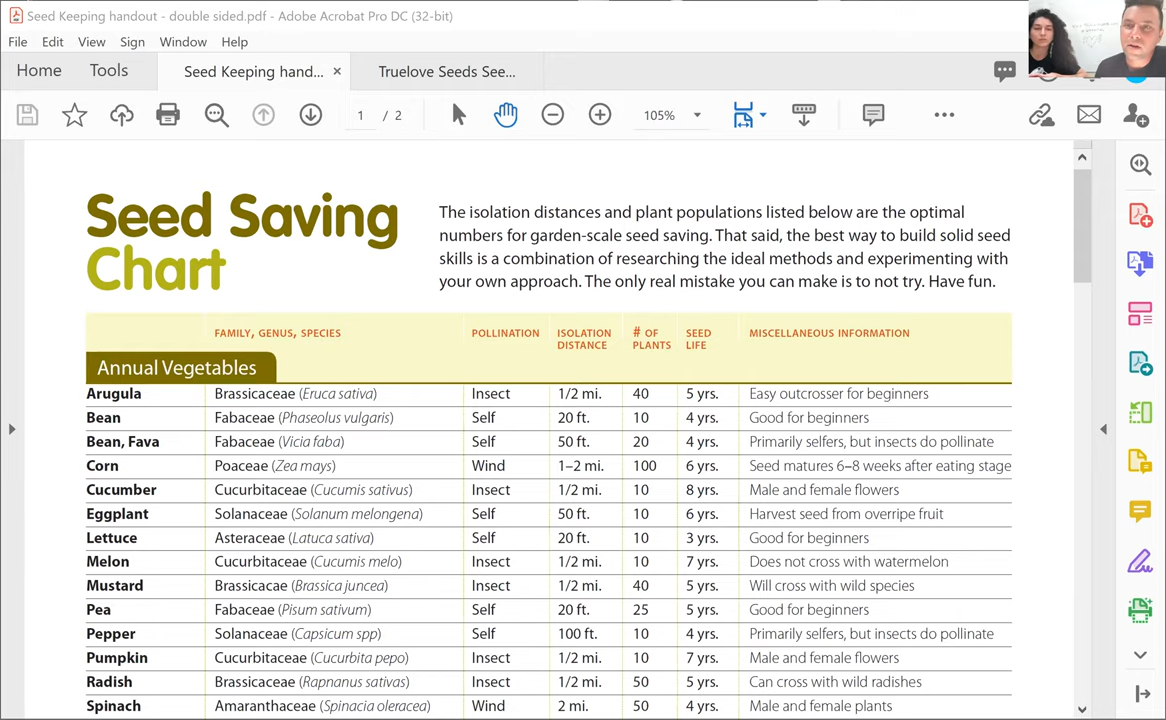 Seed Keeping handout - double sided.pdf - Adobe Acrobat Pro DC (32-bit)
File Edit View Sign Window Help
Home Tools Seed Keeping hand... × Truelove Seeds See...
1 / 2 105%
Seed Saving
Chart
The isolation distances and plant populations listed below are the optimal
numbers for garden-scale seed saving. That said, the best way to build solid seed
skills is a combination of researching the ideal methods and experimenting with
your own approach. The only real mistake you can make is to not try. Have fun.
FAMILY, GENUS, SPECIES POLLINATION ISOLATION DISTANCE # OF PLANTS SEED LIFE MISCELLANEOUS INFORMATION
Annual Vegetables
Arugula Brassicaceae (Eruca sativa) Insect 1/2 mi. 40 5 yrs. Easy outcrosser for beginners
Bean Fabaceae (Phaseolus vulgaris) Self 20 ft. 10 4 yrs. Good for beginners
Bean, Fava Fabaceae (Vicia faba) Self 50 ft. 20 4 yrs. Primarily selfers, but insects do pollinate
Corn Poaceae (Zea mays) Wind 1–2 mi. 100 6 yrs. Seed matures 6–8 weeks after eating stage
Cucumber Cucurbitaceae (Cucumis sativus) Insect 1/2 mi. 10 8 yrs. Male and female flowers
Eggplant Solanaceae (Solanum melongena) Self 50 ft. 10 6 yrs. Harvest seed from overripe fruit
Lettuce Asteraceae (Latuca sativa) Self 20 ft. 10 3 yrs. Good for beginners
Melon Cucurbitaceae (Cucumis melo) Insect 1/2 mi. 10 7 yrs. Does not cross with watermelon
Mustard Brassicacae (Brassica juncea) Insect 1/2 mi. 40 5 yrs. Will cross with wild species
Pea Fabaceae (Pisum sativum) Self 20 ft. 25 5 yrs. Good for beginners
Pepper Solanaceae (Capsicum spp) Self 100 ft. 10 4 yrs. Primarily selfers, but insects do pollinate
Pumpkin Cucurbitaceae (Cucurbita pepo) Insect 1/2 mi. 10 7 yrs. Male and female flowers
Radish Brassicaceae (Rapnanus sativas) Insect 1/2 mi. 50 5 yrs. Can cross with wild radishes
Spinach Amaranthaceae (Spinacia oleracea) Wind 2 mi. 50 4 yrs. Male and female plants